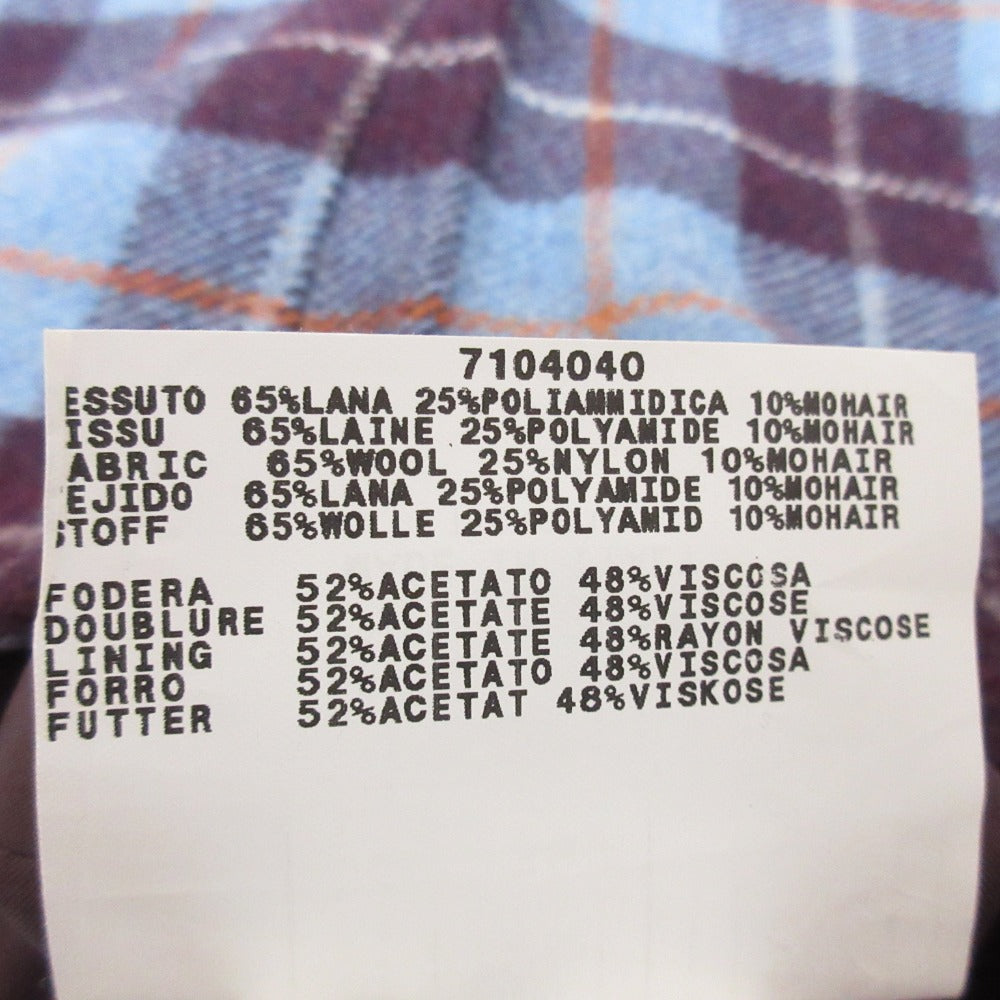 7104040
ESSUTO 65%LANA 25%POLIAMMIDICA 10%MOHAIR
ISSU 65%LAINE 25%POLYAMIDE 10%MOHAIR
ABRIC 65%WOOL 25%NYLON 10%MOHAIR
EJIDO 65%LANA 25%POLYAMIDE 10%MOHAIR
STOFF 65%WOLLE 25%POLYAMID 10%MOHAIR
FODERA 52%ACETATO 48%VISCOSA
DOUBLURE 52%ACETATE 48%VISCOSE
LINING 52%ACETATE 48%RAYON VISCOSE
FORRO 52%ACETATO 48%VISCOSA
FUTTER 52%ACETAT 48%VISKOSE